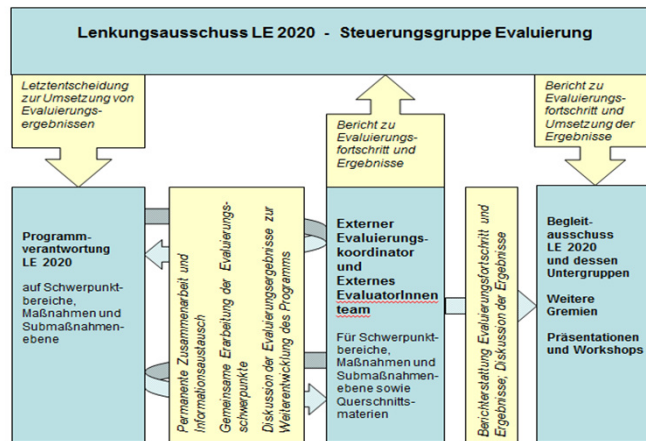 Lenkungsausschuss LE 2020 - Steuerungsgruppe Evaluierung
Letztentscheidung
zur Umsetzung von
Evaluierungs-
ergebnissen
Bericht zu
Evaluierungs-
fortschritt und
Ergebnisse
Bericht zu
Evaluierungs-
fortschritt und
Umsetzung der
Ergebnisse
Programm-
verantwortung
LE 2020
auf Schwerpunkt-
bereiche,
Maßnahmen und
Submaßnahmen-
ebene
Permanente Zusammenarbeit und
Informationsaustausch
Gemeinsame Erarbeitung der Evaluierungs-
schwerpunkte
Diskussion der Evaluierungsergebnisse zur
Weiterentwicklung des Programms
Externer
Evaluierungs-
koordinator
und
Externes
EvaluatorInnen
team
Für Schwerpunkt-
bereiche,
Maßnahmen und
Submaßnahmen-
ebene sowie
Querschnitts-
materien
Berichterstattung Evaluierungsfortschritt und
Ergebnisse; Diskussion der Ergebnisse
Begleit-
ausschuss
LE 2020
und dessen
Untergruppen
Weitere
Gremien
Präsentationen
und Workshops